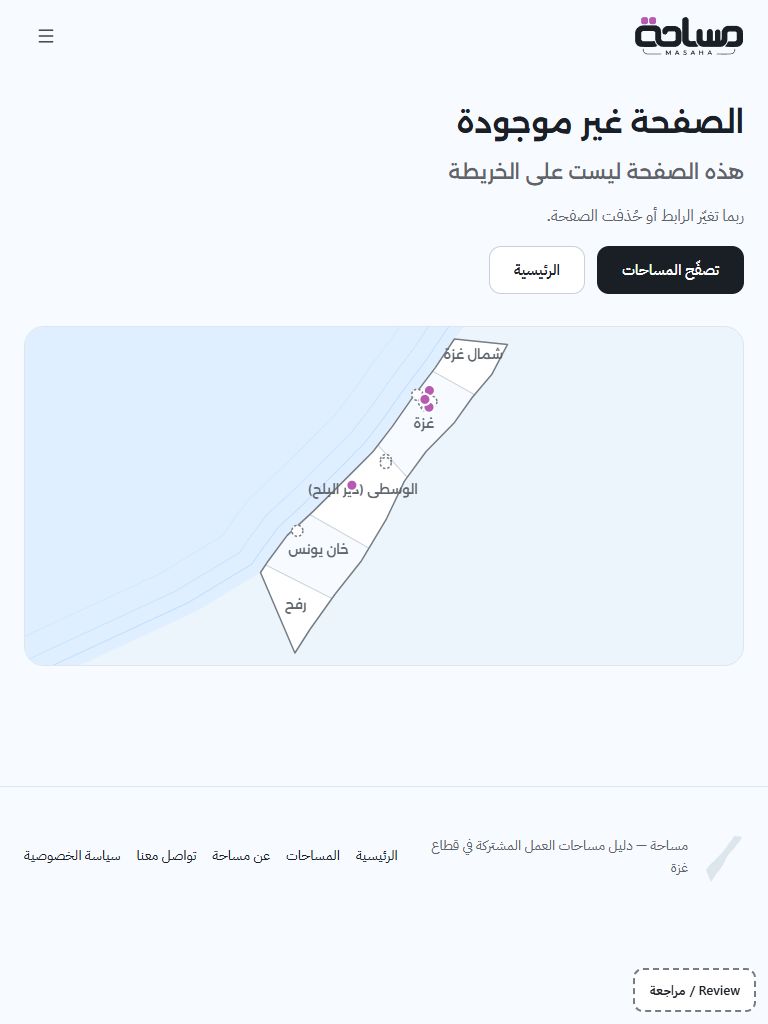 مساحة
MASAHA
الصفحة غير موجودة
هذه الصفحة ليست على الخريطة
ربما تغيّر الرابط أو حُذفت الصفحة.
تصفّح المساحات
الرئيسية
شمال غزة
غزة
الوسطى (دير البلح)
خان يونس
رفح
مساحة — دليل مساحات العمل المشتركة في قطاع
غزة
الرئيسية
المساحات
عن مساحة
تواصل معنا
سياسة الخصوصية
مراجعة / Review